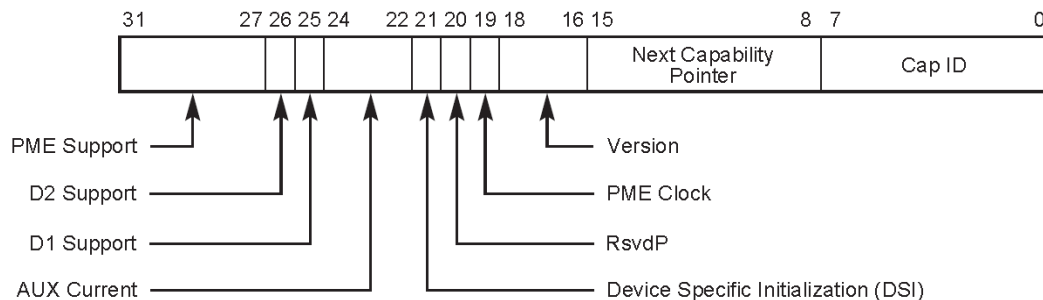 31 27 26 25 24 22 21 20 19 18 16 15 8 7 0
Next Capability
Pointer
Cap ID
PME Support
Version
D2 Support
PME Clock
D1 Support
RsvdP
AUX Current
Device Specific Initialization (DSI)